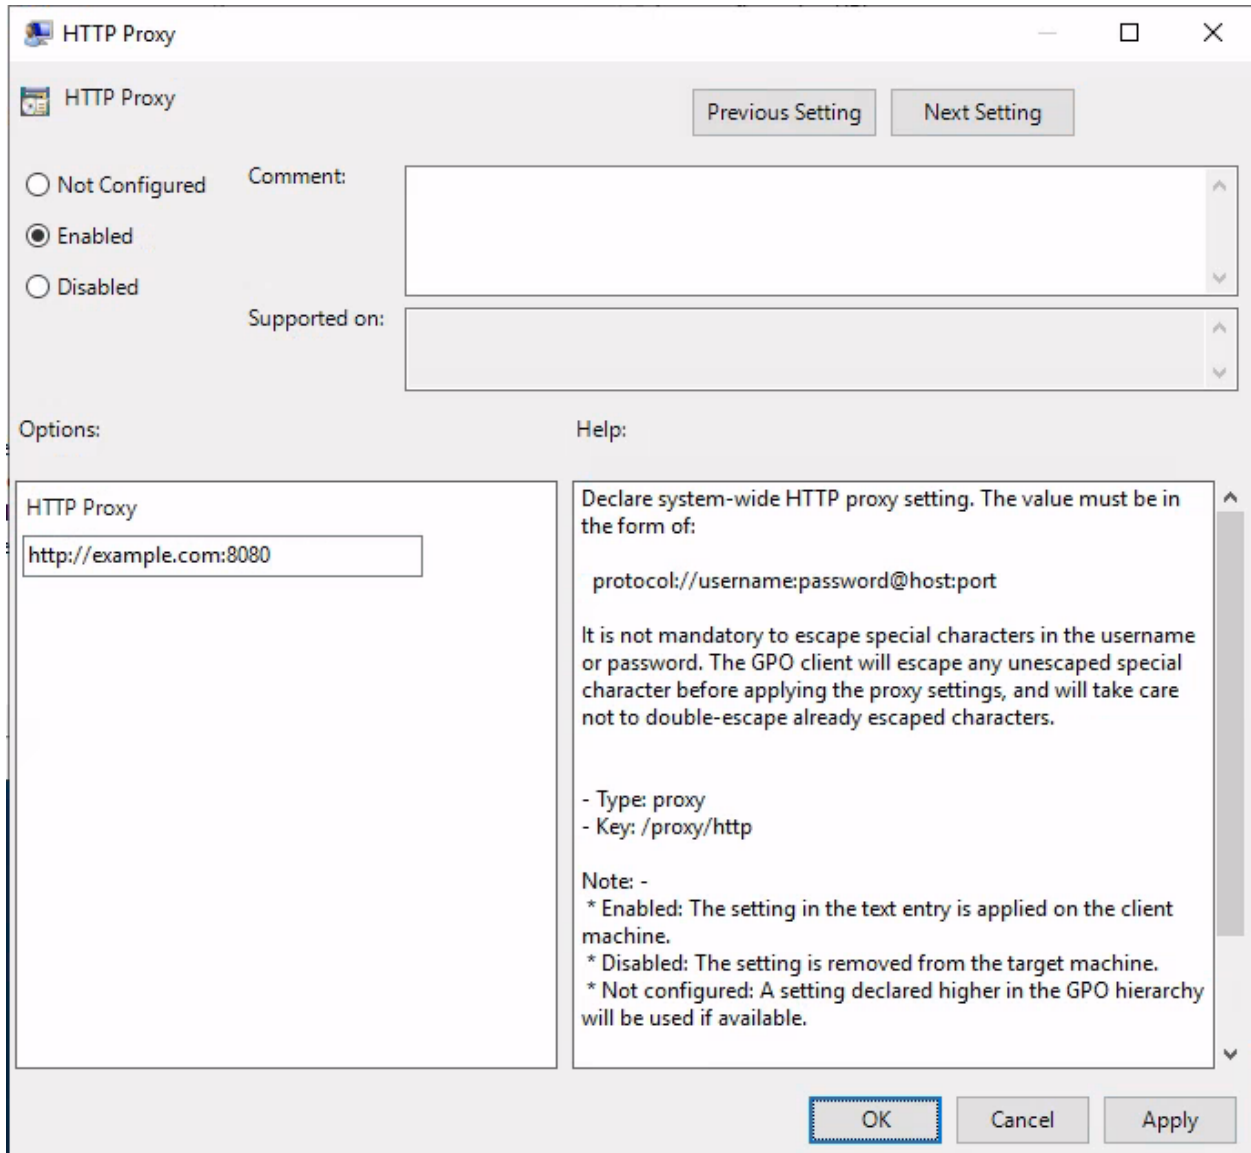 HTTP Proxy
HTTP Proxy
Previous Setting
Next Setting
Not Configured
Comment:
Enabled
Disabled
Supported on:
Options:
Help:
HTTP Proxy
http://example.com:8080
Declare system-wide HTTP proxy setting. The value must be in
the form of:
protocol://username:password@host:port
It is not mandatory to escape special characters in the username
or password. The GPO client will escape any unescaped special
character before applying the proxy settings, and will take care
not to double-escape already escaped characters.
- Type: proxy
- Key: /proxy/http
Note: -
* Enabled: The setting in the text entry is applied on the client
machine.
* Disabled: The setting is removed from the target machine.
* Not configured: A setting declared higher in the GPO hierarchy
will be used if available.
OK
Cancel
Apply